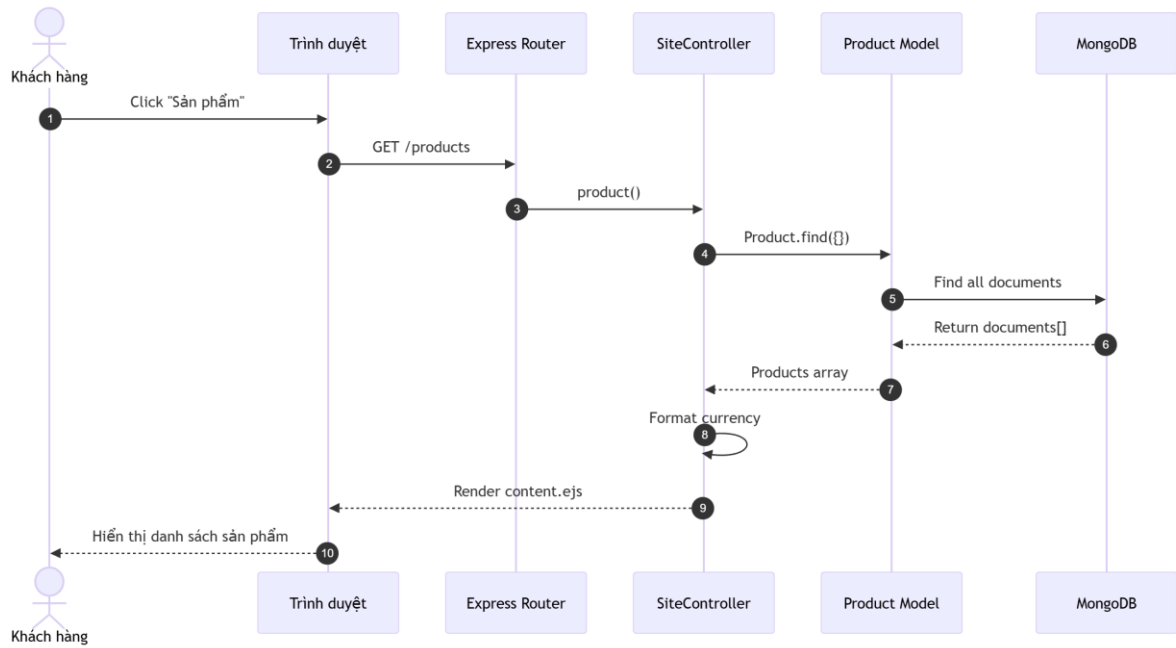 Trình duyệt
Express Router
SiteController
Product Model
MongoDB
Khách hàng
Click "Sản phẩm"
1
GET /products
2
product()
3
Product.find({})
4
Find all documents
5
Return documents[]
6
Products array
7
Format currency
8
Render content.ejs
9
Hiển thị danh sách sản phẩm
10
Trình duyệt
Express Router
SiteController
Product Model
MongoDB
Khách hàng